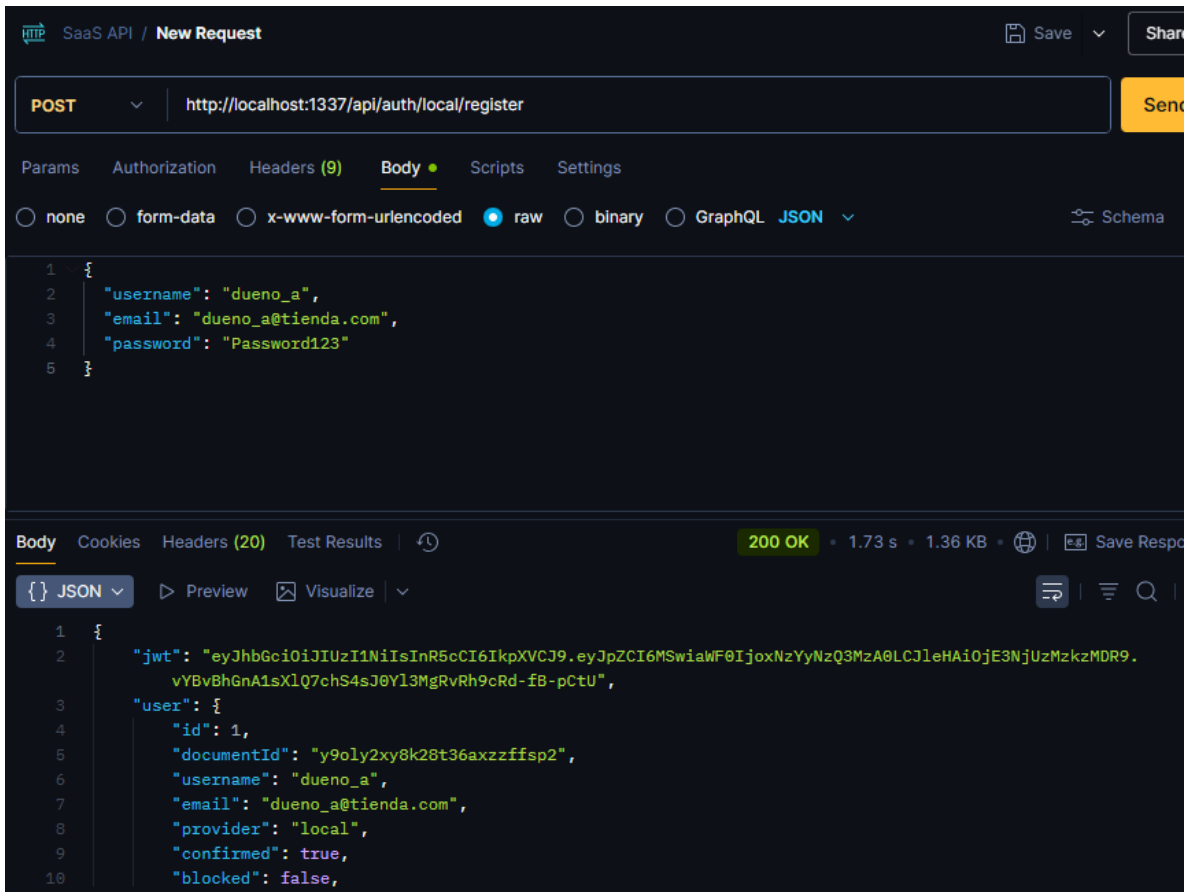 HTTP SaaS API / New Request Save Share
POST http://localhost:1337/api/auth/local/register Send
Params Authorization Headers (9) Body Scripts Settings
none form-data x-www-form-urlencoded raw binary GraphQL JSON Schema
1 {
2 "username": "dueno_a",
3 "email": "dueno_a@tienda.com",
4 "password": "Password123"
5 }
Body Cookies Headers (20) Test Results 200 OK • 1.73 s • 1.36 KB • e.g. Save Respo
{} JSON Preview Visualize
1 {
2 "jwt": "eyJhbGciOiJIUzI1NiIsInR5cCI6IkpXVCJ9.eyJpZCI6MSwiaWF0IjoxNzYyNzQ3MzA0LCJleHAiOjE3NjUzMzkzMDR9.
vYBvBhGnA1sXlQ7chS4sJ0Yl3MgRvRh9cRd-fB-pCtU",
3 "user": {
4 "id": 1,
5 "documentId": "y9oly2xy8k28t36axzzffsp2",
6 "username": "dueno_a",
7 "email": "dueno_a@tienda.com",
8 "provider": "local",
9 "confirmed": true,
10 "blocked": false,